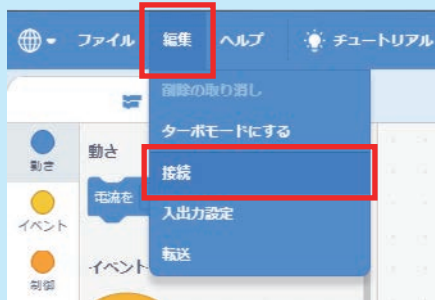 ファイル 編集 ヘルプ チュートリアル
削除の取り消し
ターボモードにする
接続
入出力設定
転送
動き
イベント
制御
動き
電流を
イベント